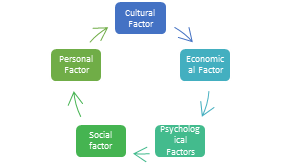 Cultural
Factor
Economic
al Factor
Psycholog
ical
Factors
Social
factor
Personal
Factor